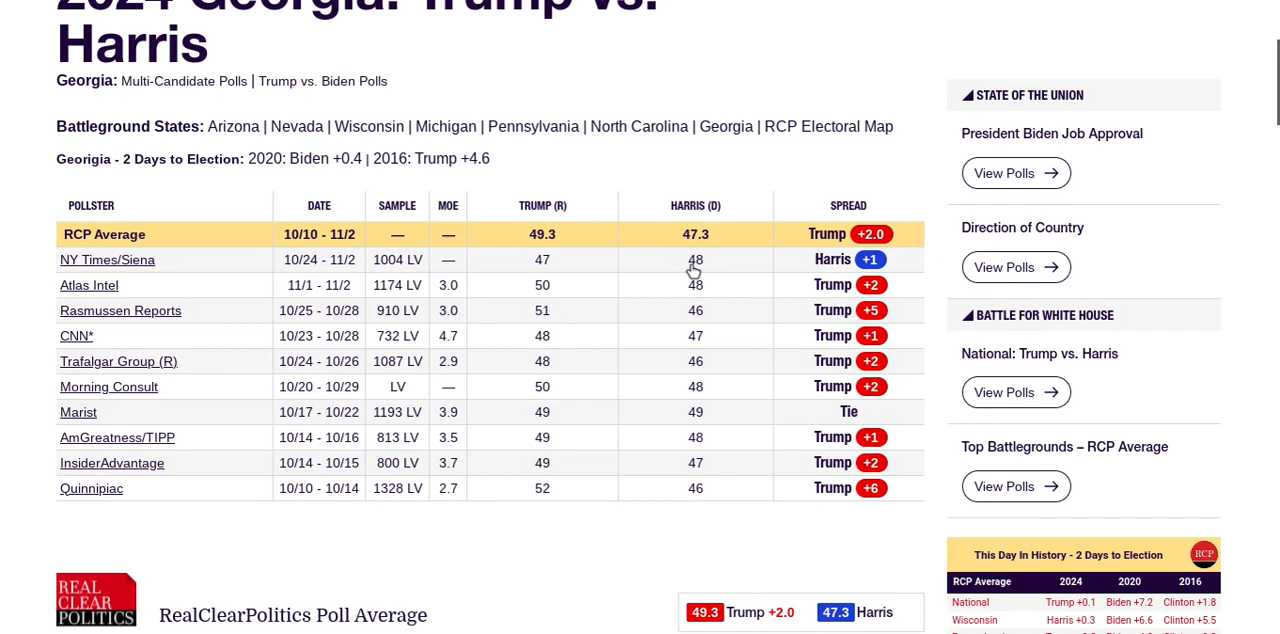 2024 Georgia: Trump vs.
Harris
Georgia: Multi-Candidate Polls | Trump vs. Biden Polls
Battleground States: Arizona | Nevada | Wisconsin | Michigan | Pennsylvania | North Carolina | Georgia | RCP Electoral Map
Georigia - 2 Days to Election: 2020: Biden +0.4 | 2016: Trump +4.6
POLLSTER DATE SAMPLE MOE TRUMP (R) HARRIS (D) SPREAD
RCP Average 10/10 - 11/2 — — 49.3 47.3 Trump +2.0
NY Times/Siena 10/24 - 11/2 1004 LV — 47 48 Harris +1
Atlas Intel 11/1 - 11/2 1174 LV 3.0 50 48 Trump +2
Rasmussen Reports 10/25 - 10/28 910 LV 3.0 51 46 Trump +5
CNN* 10/23 - 10/28 732 LV 4.7 48 47 Trump +1
Trafalgar Group (R) 10/24 - 10/26 1087 LV 2.9 48 46 Trump +2
Morning Consult 10/20 - 10/29 LV — 50 48 Trump +2
Marist 10/17 - 10/22 1193 LV 3.9 49 49 Tie
AmGreatness/TIPP 10/14 - 10/16 813 LV 3.5 49 48 Trump +1
InsiderAdvantage 10/14 - 10/15 800 LV 3.7 49 47 Trump +2
Quinnipiac 10/10 - 10/14 1328 LV 2.7 52 46 Trump +6
REAL
CLEAR
POLITICS
RealClearPolitics Poll Average
49.3 Trump +2.0 47.3 Harris
STATE OF THE UNION
President Biden Job Approval
View Polls →
Direction of Country
View Polls →
BATTLE FOR WHITE HOUSE
National: Trump vs. Harris
View Polls →
Top Battlegrounds – RCP Average
View Polls →
This Day In History - 2 Days to Election RCP
RCP Average 2024 2020 2016
National Trump +0.1 Biden +7.2 Clinton +1.8
Wisconsin Harris +0.3 Biden +6.6 Clinton +5.5